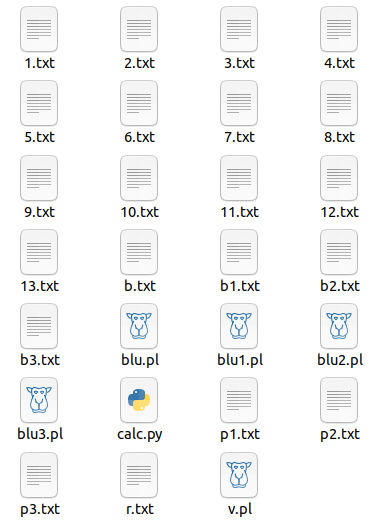 1.txt 2.txt 3.txt 4.txt
5.txt 6.txt 7.txt 8.txt
9.txt 10.txt 11.txt 12.txt
13.txt b.txt b1.txt b2.txt
b3.txt blu.pl blu1.pl blu2.pl
blu3.pl calc.py p1.txt p2.txt
p3.txt r.txt v.pl